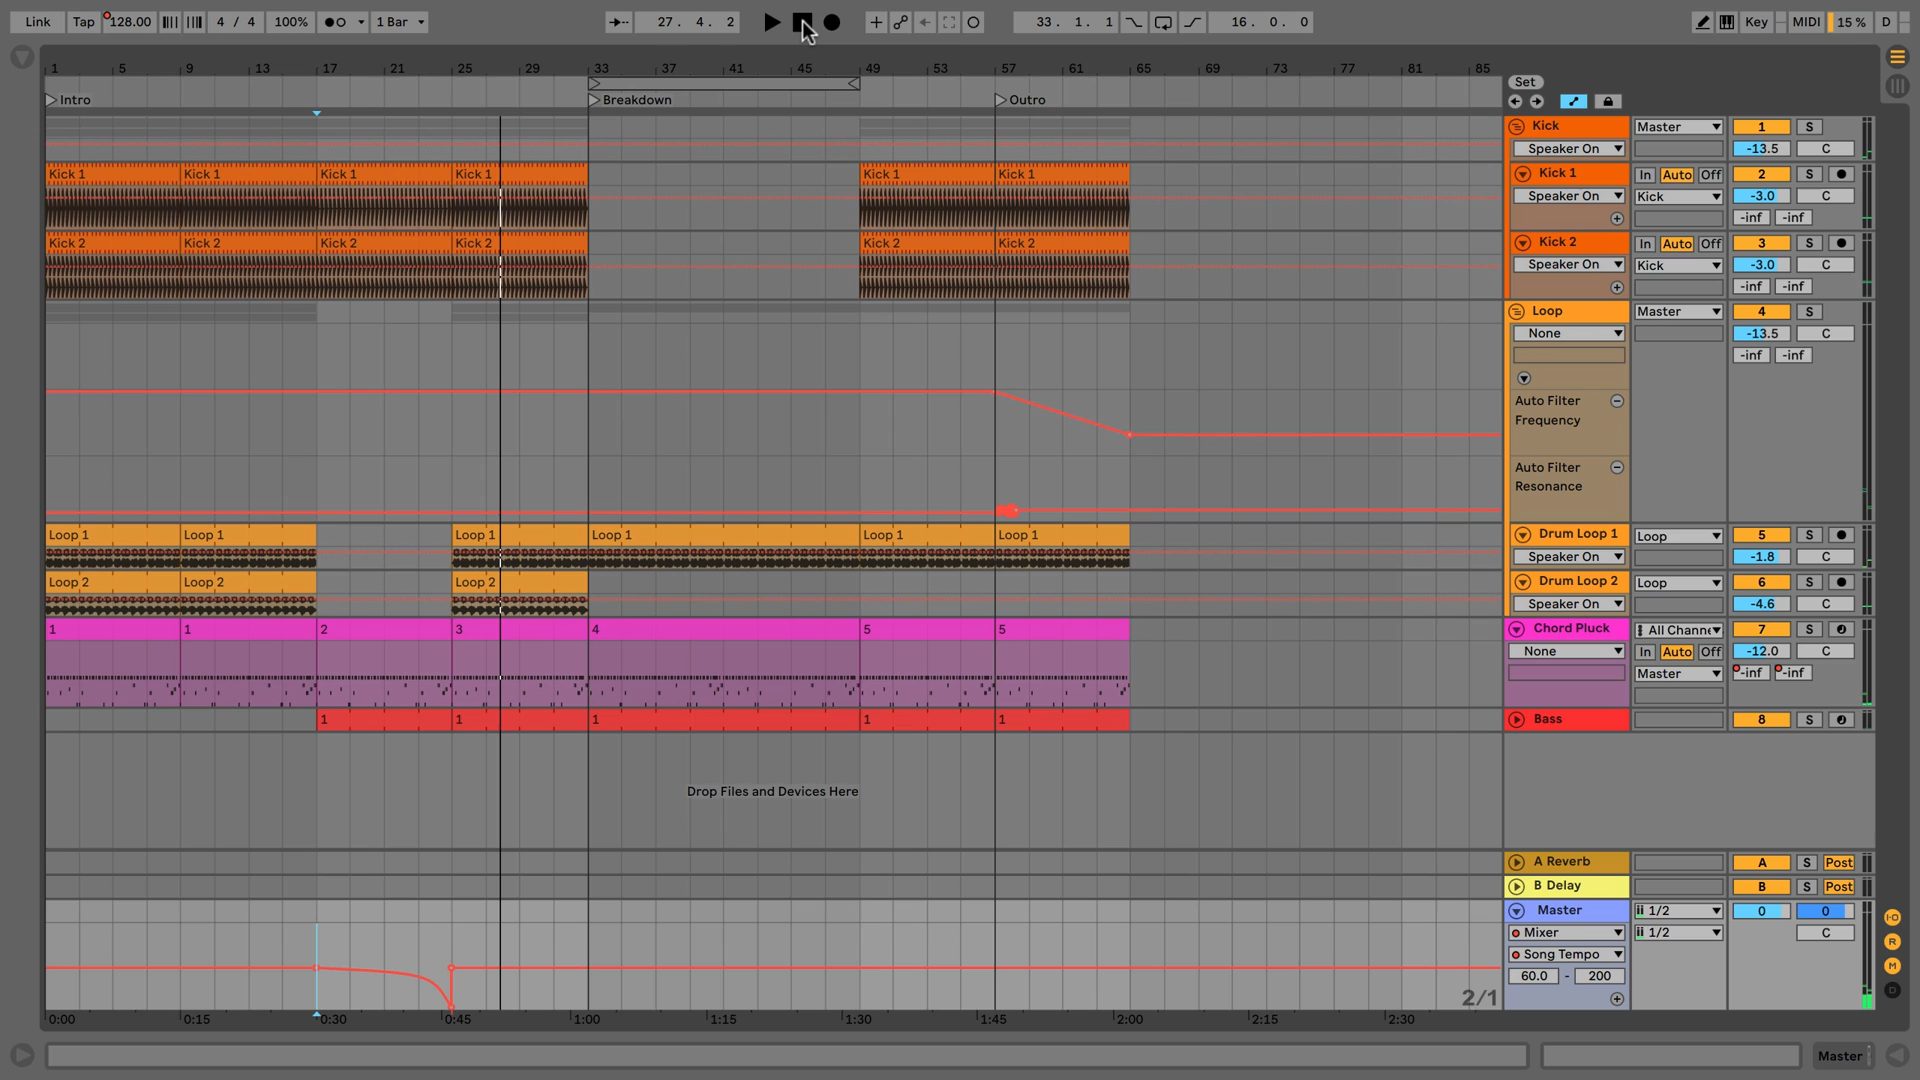 Link Tap 128.00 4 / 4 100% 1 Bar 27. 4. 2 33. 1. 1 16. 0. 0 Key MIDI 15 % D
1 5 9 13 17 21 25 29 33 37 41 45 49 53 57 61 65 69 73 77 81 85
Set
Intro Breakdown Outro
Kick Master 1 S
Speaker On -13.5 C
Kick 1 Kick 1 Kick 1 Kick 1 Kick 1 Kick 1 Kick 1 In Auto Off 2 S
Speaker On Kick -3.0 C
-inf -inf
Kick 2 Kick 2 Kick 2 Kick 2 Kick 2 Kick 2 Kick 2 In Auto Off 3 S
Speaker On Kick -3.0 C
-inf -inf
Loop Master 4 S
None -13.5 C
-inf -inf
Auto Filter
Frequency
Auto Filter
Resonance
Loop 1 Loop 1 Loop 1 Loop 1 Loop 1 Loop 1 Drum Loop 1 Loop 5 S
Speaker On -1.8 C
Loop 2 Loop 2 Loop 2 Drum Loop 2 Loop 6 S
Speaker On -4.6 C
1 1 2 3 4 5 5 Chord Pluck All Channe 7 S
None In Auto Off -12.0 C
Master -inf -inf
1 1 1 1 1 Bass 8 S
Drop Files and Devices Here
A Reverb A S Post
B Delay B S Post
Master 1/2 0 0
Mixer 1/2 C
Song Tempo
60.0 - 200
2/1
0:00 0:15 0:30 0:45 1:00 1:15 1:30 1:45 2:00 2:15 2:30
I·O
R
M
D
Master